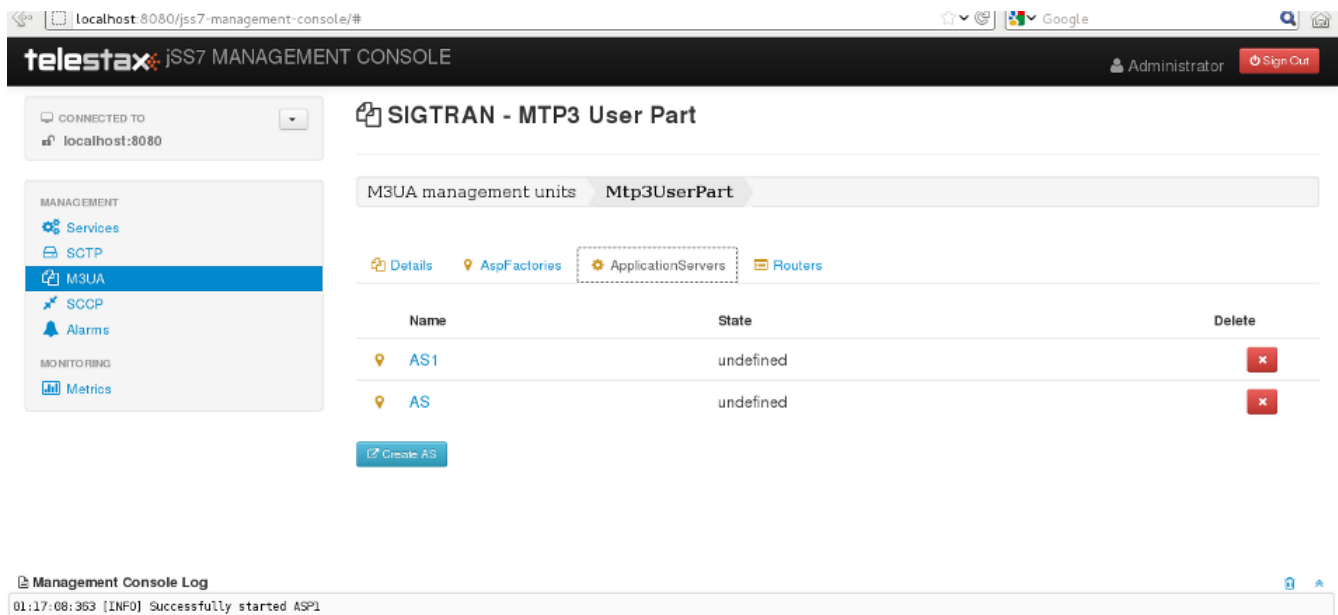 localhost:8080/jss7-management-console/# Google
telestax jSS7 MANAGEMENT CONSOLE Administrator Sign Out
CONNECTED TO
localhost:8080
SIGTRAN - MTP3 User Part
M3UA management units Mtp3UserPart
MANAGEMENT
Services
SCTP
M3UA
SCCP
Alarms
MONITORING
Metrics
Details AspFactories ApplicationServers Routers
Name State Delete
AS1 undefined
AS undefined
Create AS
Management Console Log
01:17:08:363 [INFO] Successfully started ASP1